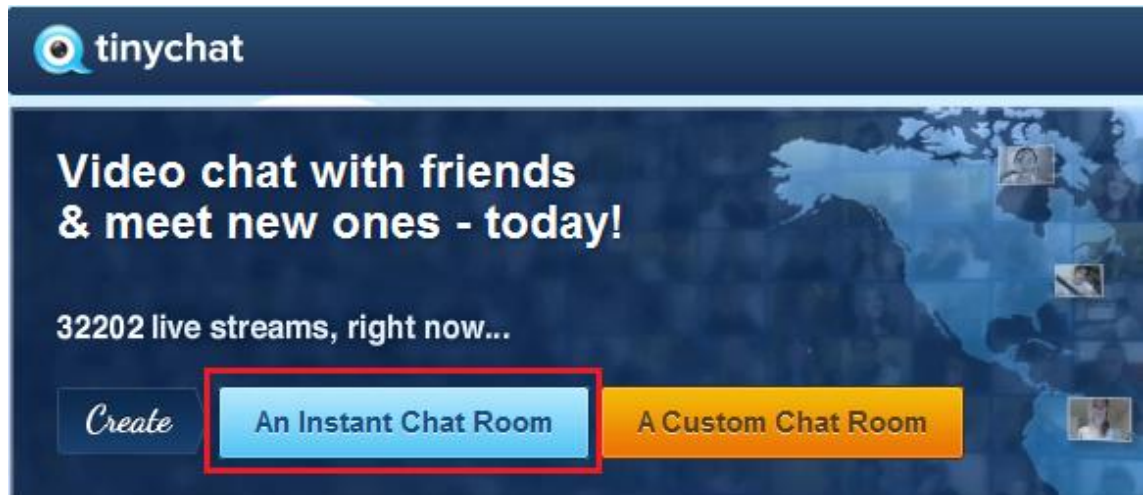 tinychat
Video chat with friends
& meet new ones - today!
32202 live streams, right now...
Create An Instant Chat Room A Custom Chat Room